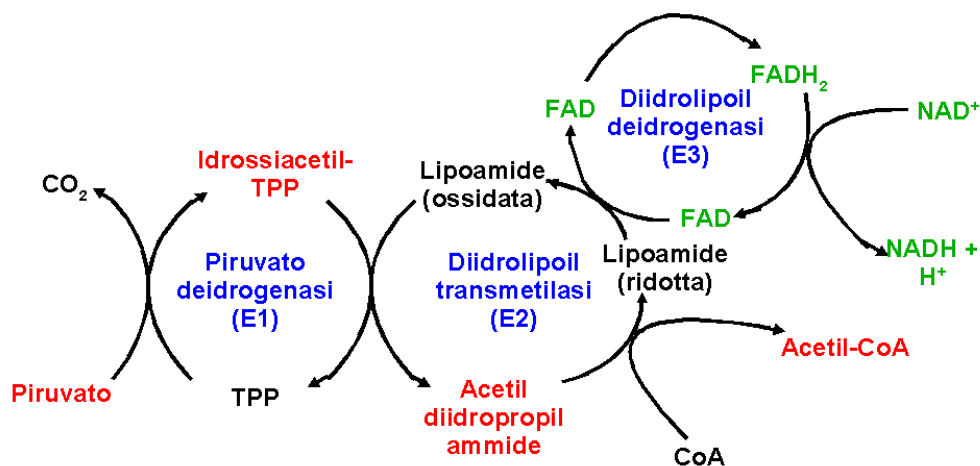 FADH2
FAD
Diidrolipoil
deidrogenasi
(E3)
NAD+
CO2
Idrossiacetil-
TPP
Lipoamide
(ossidata)
FAD
Piruvato
deidrogenasi
(E1)
Diidrolipoil
transmetilasi
(E2)
Lipoamide
(ridotta)
NADH +
H+
Acetil-CoA
Piruvato
TPP
Acetil
diidropropil
ammide
CoA